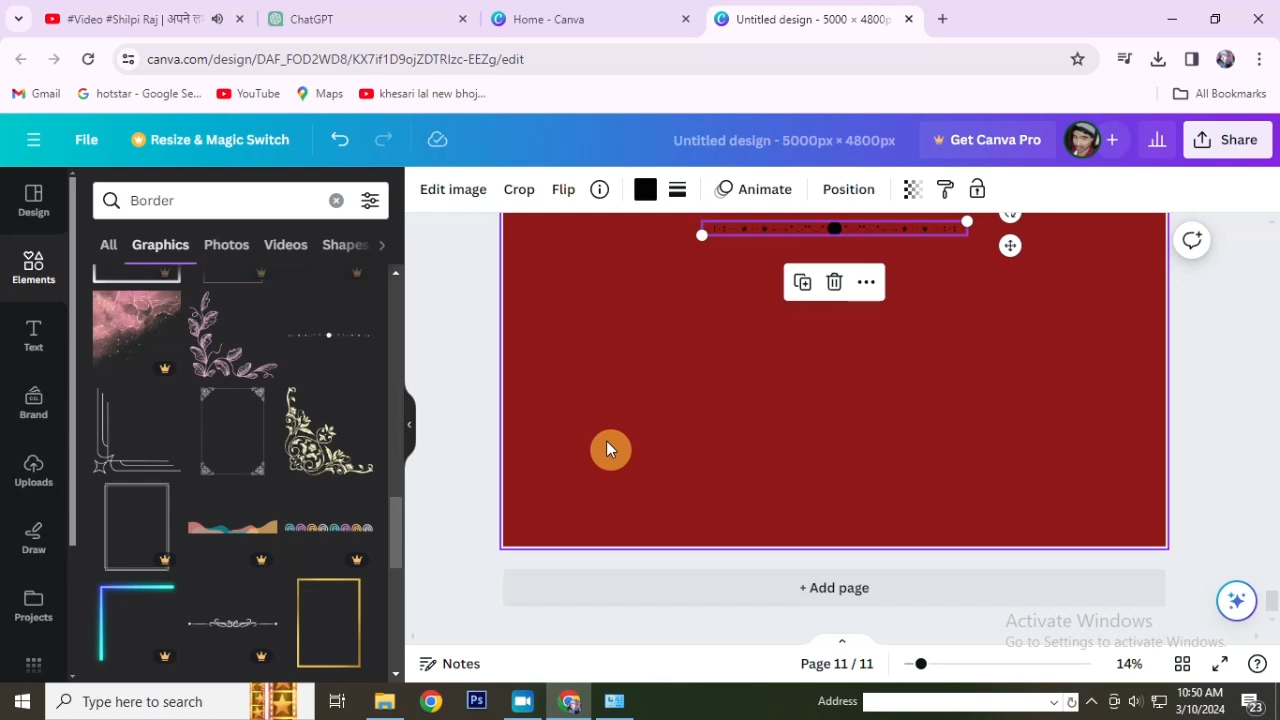 #Video #Shilpi Raj | अपने
ChatGPT
Home - Canva
Untitled design - 5000 × 4800p
canva.com/design/DAF_FOD2WD8/KX7if1D9ojZDTRlzc-EEZg/edit
Gmail
hotstar - Google Se...
YouTube
Maps
khesari lal new bhoj...
All Bookmarks
File
Resize & Magic Switch
Untitled design - 5000px × 4800px
Get Canva Pro
Share
Design
Elements
Text
Brand
Uploads
Draw
Projects
Border
All
Graphics
Photos
Videos
Shapes
Edit image
Crop
Flip
Animate
Position
+ Add page
Activate Windows
Go to Settings to activate Windows.
Notes
Page 11 / 11
14%
Type here to search
Ps
Address
10:50 AM
3/10/2024
23